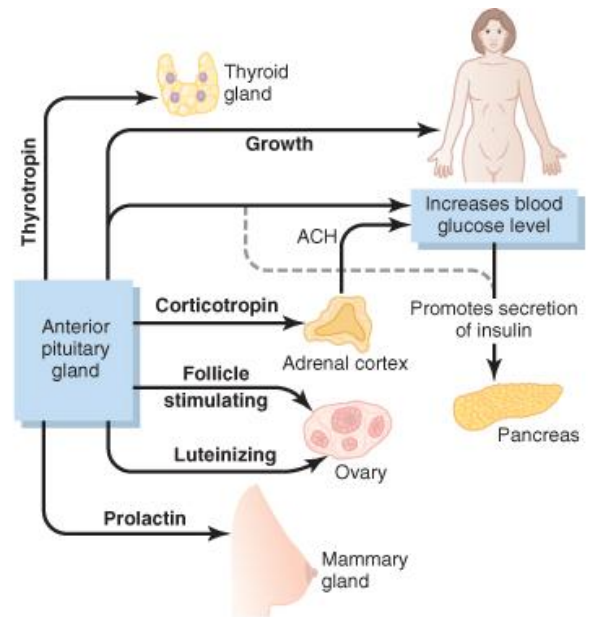 Thyroid
gland
Thyrotropin
Growth
Increases blood
glucose level
ACH
Corticotropin
Anterior
pituitary
gland
Promotes secretion
of insulin
Adrenal cortex
Follicle
stimulating
Pancreas
Luteinizing
Ovary
Prolactin
Mammary
gland